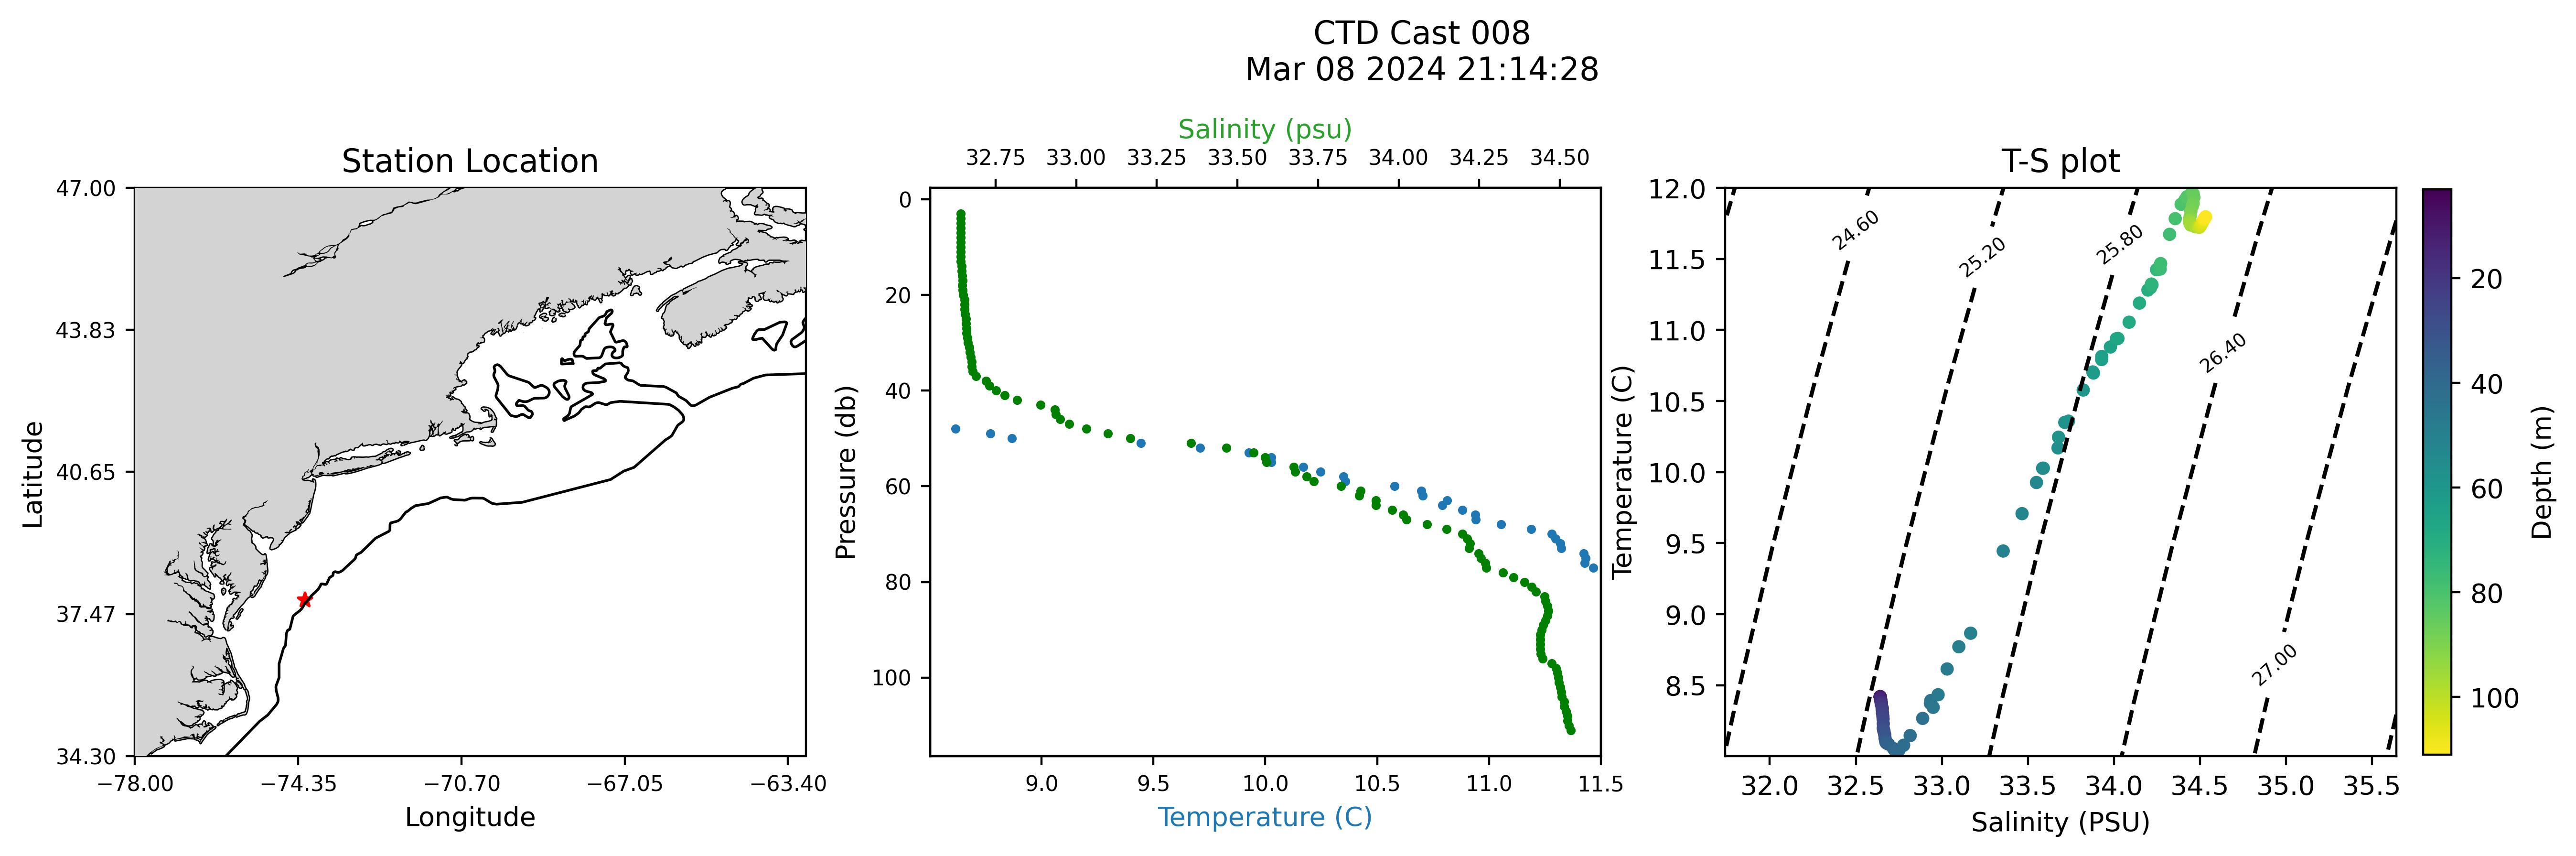 CTD Cast 008
Mar 08 2024 21:14:28
Station Location
47.00
43.83
40.65
37.47
34.30
Latitude
−78.00
−74.35
−70.70
−67.05
−63.40
Longitude
Salinity (psu)
32.75 33.00 33.25 33.50 33.75 34.00 34.25 34.50
0
20
40
60
80
100
Pressure (db)
9.0 9.5 10.0 10.5 11.0 11.5
Temperature (C)
T-S plot
12.0
11.5
11.0
10.5
10.0
9.5
9.0
8.5
Temperature (C)
24.60
25.20
25.80
26.40
27.00
32.0 32.5 33.0 33.5 34.0 34.5 35.0 35.5
Salinity (PSU)
20
40
60
80
100
Depth (m)